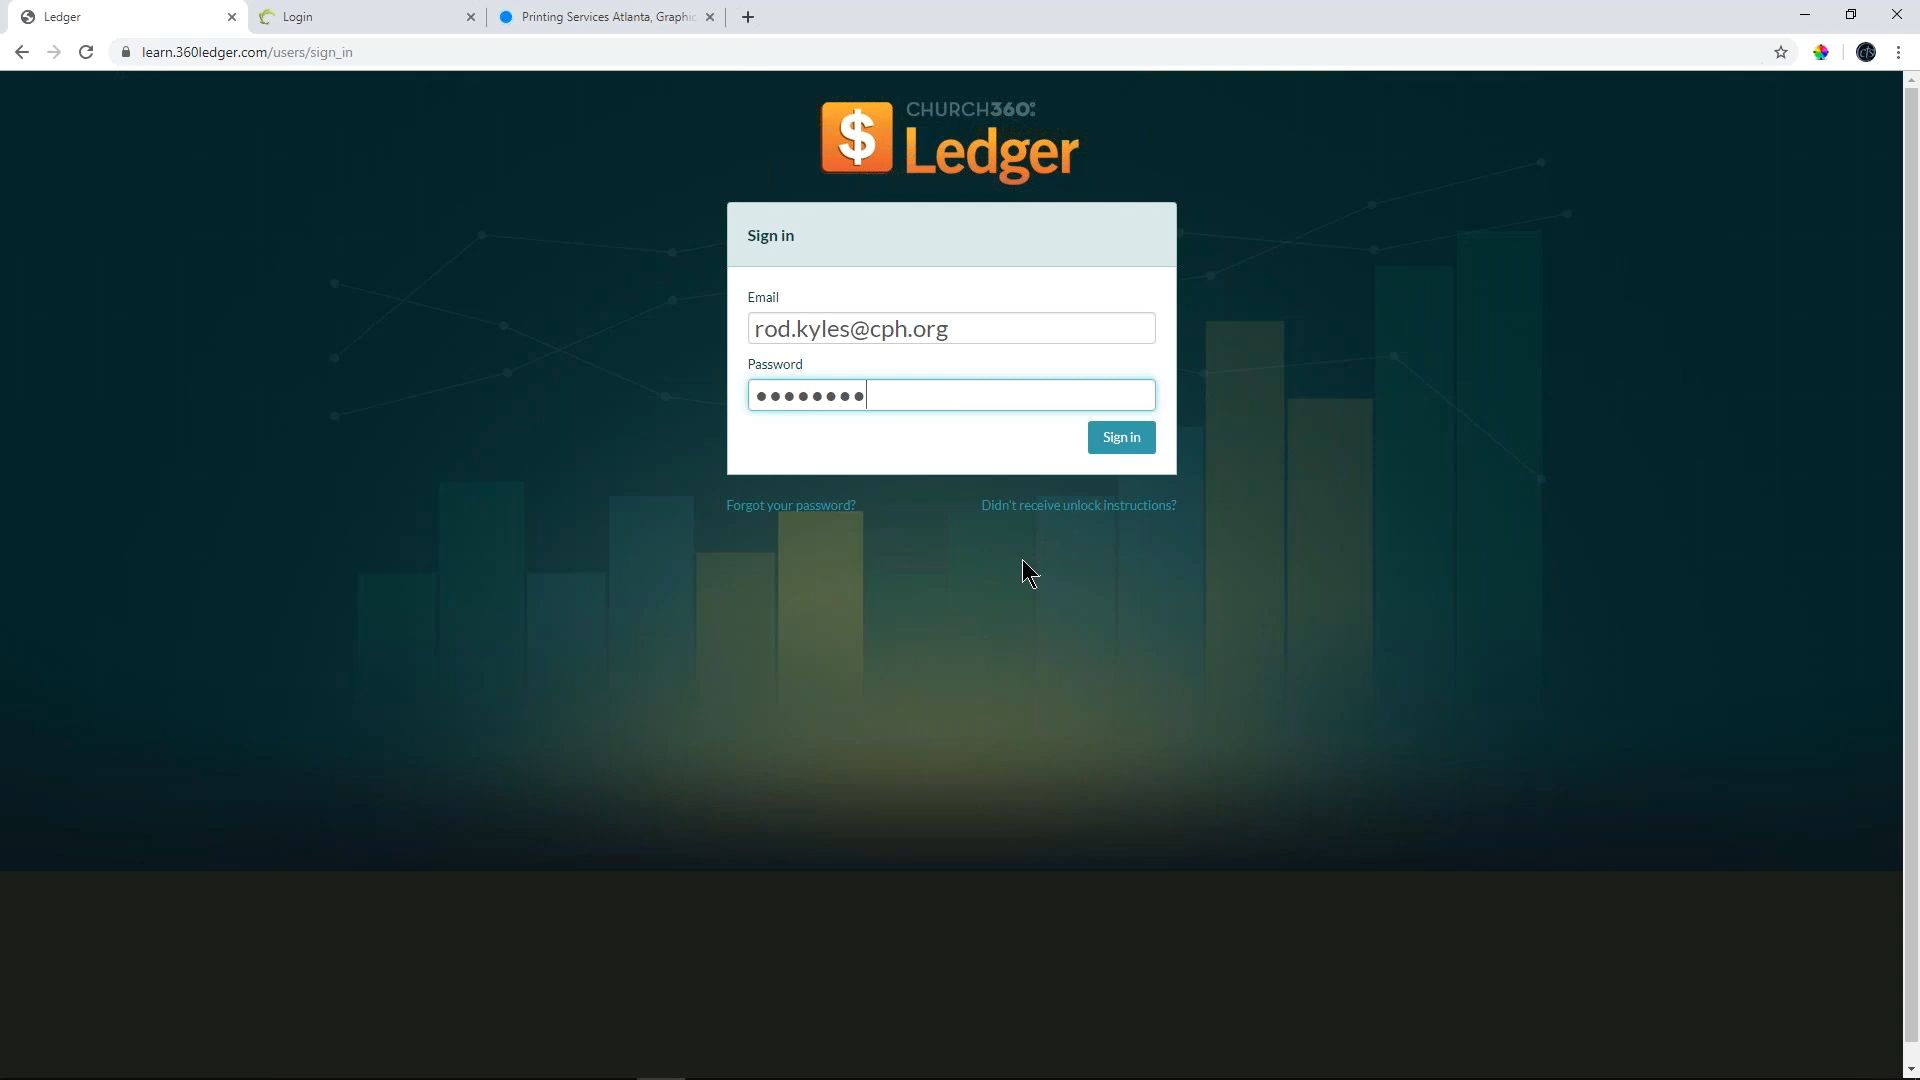 Ledger
Login
Printing Services Atlanta, Graphic
learn.360ledger.com/users/sign_in
cts
CHURCH360:
$ Ledger
Sign in
Email
rod.kyles@cph.org
Password
Sign in
Forgot your password?
Didn't receive unlock instructions?